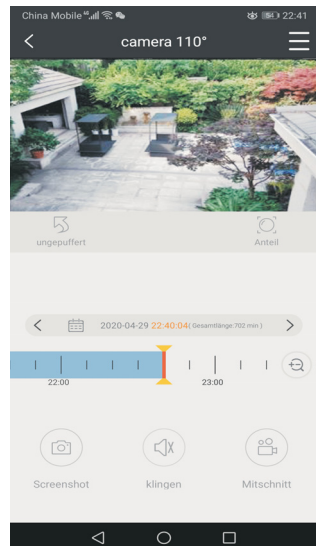 China Mobile 22:41
camera 110°
ungepuffert Anteil
2020-04-29 22:40:04( Gesamtlänge:702 min )
22:00 23:00
Screenshot klingen Mitschnitt